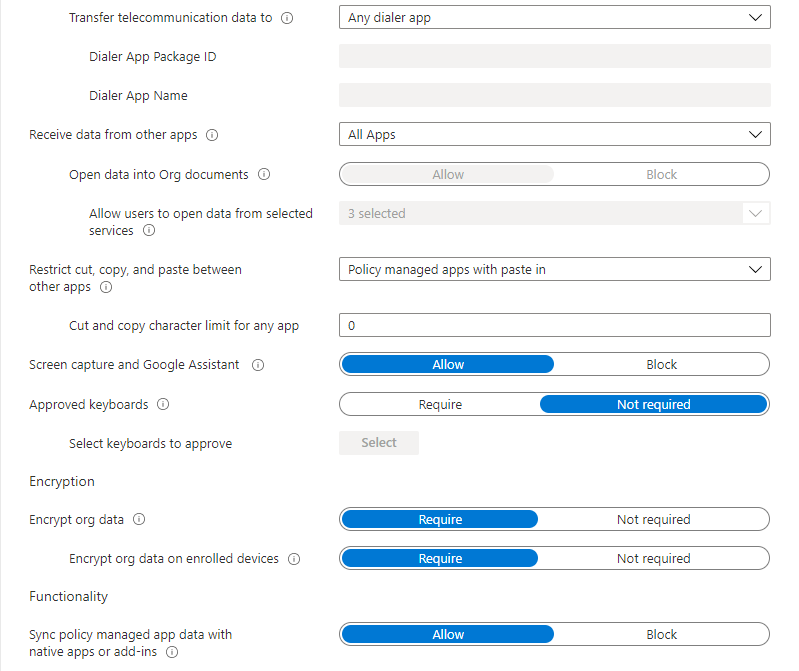 Transfer telecommunication data to
Any dialer app
Dialer App Package ID
Dialer App Name
Receive data from other apps
All Apps
Open data into Org documents
Allow
Block
Allow users to open data from selected
services
3 selected
Restrict cut, copy, and paste between
other apps
Policy managed apps with paste in
Cut and copy character limit for any app
0
Screen capture and Google Assistant
Allow
Block
Approved keyboards
Require
Not required
Select keyboards to approve
Select
Encryption
Encrypt org data
Require
Not required
Encrypt org data on enrolled devices
Require
Not required
Functionality
Sync policy managed app data with
native apps or add-ins
Allow
Block